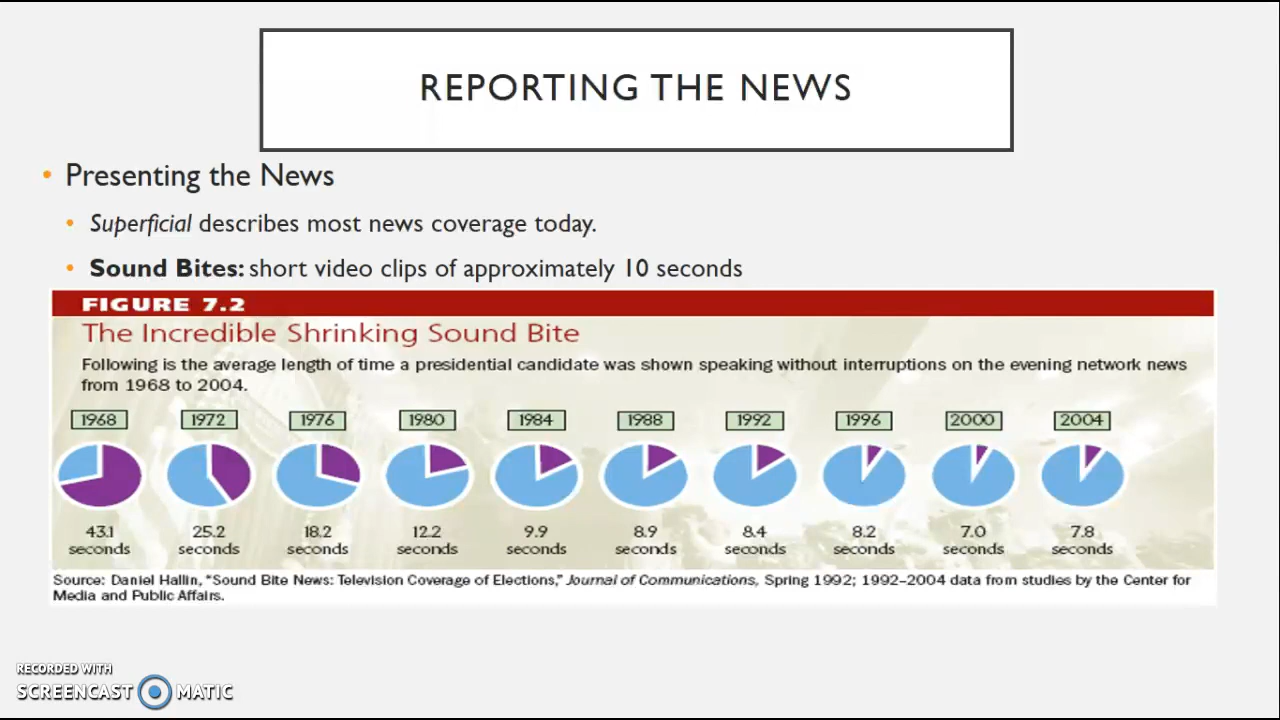 REPORTING THE NEWS
• Presenting the News
• Superficial describes most news coverage today.
• Sound Bites: short video clips of approximately 10 seconds
FIGURE 7.2
The Incredible Shrinking Sound Bite
Following is the average length of time a presidential candidate was shown speaking without interruptions on the evening network news
from 1968 to 2004.
1968 1972 1976 1980 1984 1988 1992 1996 2000 2004
43.1 25.2 18.2 12.2 9.9 8.9 8.4 8.2 7.0 7.8
seconds seconds seconds seconds seconds seconds seconds seconds seconds seconds
Source: Daniel Hallin, "Sound Bite News: Television Coverage of Elections," Journal of Communications, Spring 1992; 1992–2004 data from studies by the Center for
Media and Public Affairs.
RECORDED WITH
SCREENCAST MATIC